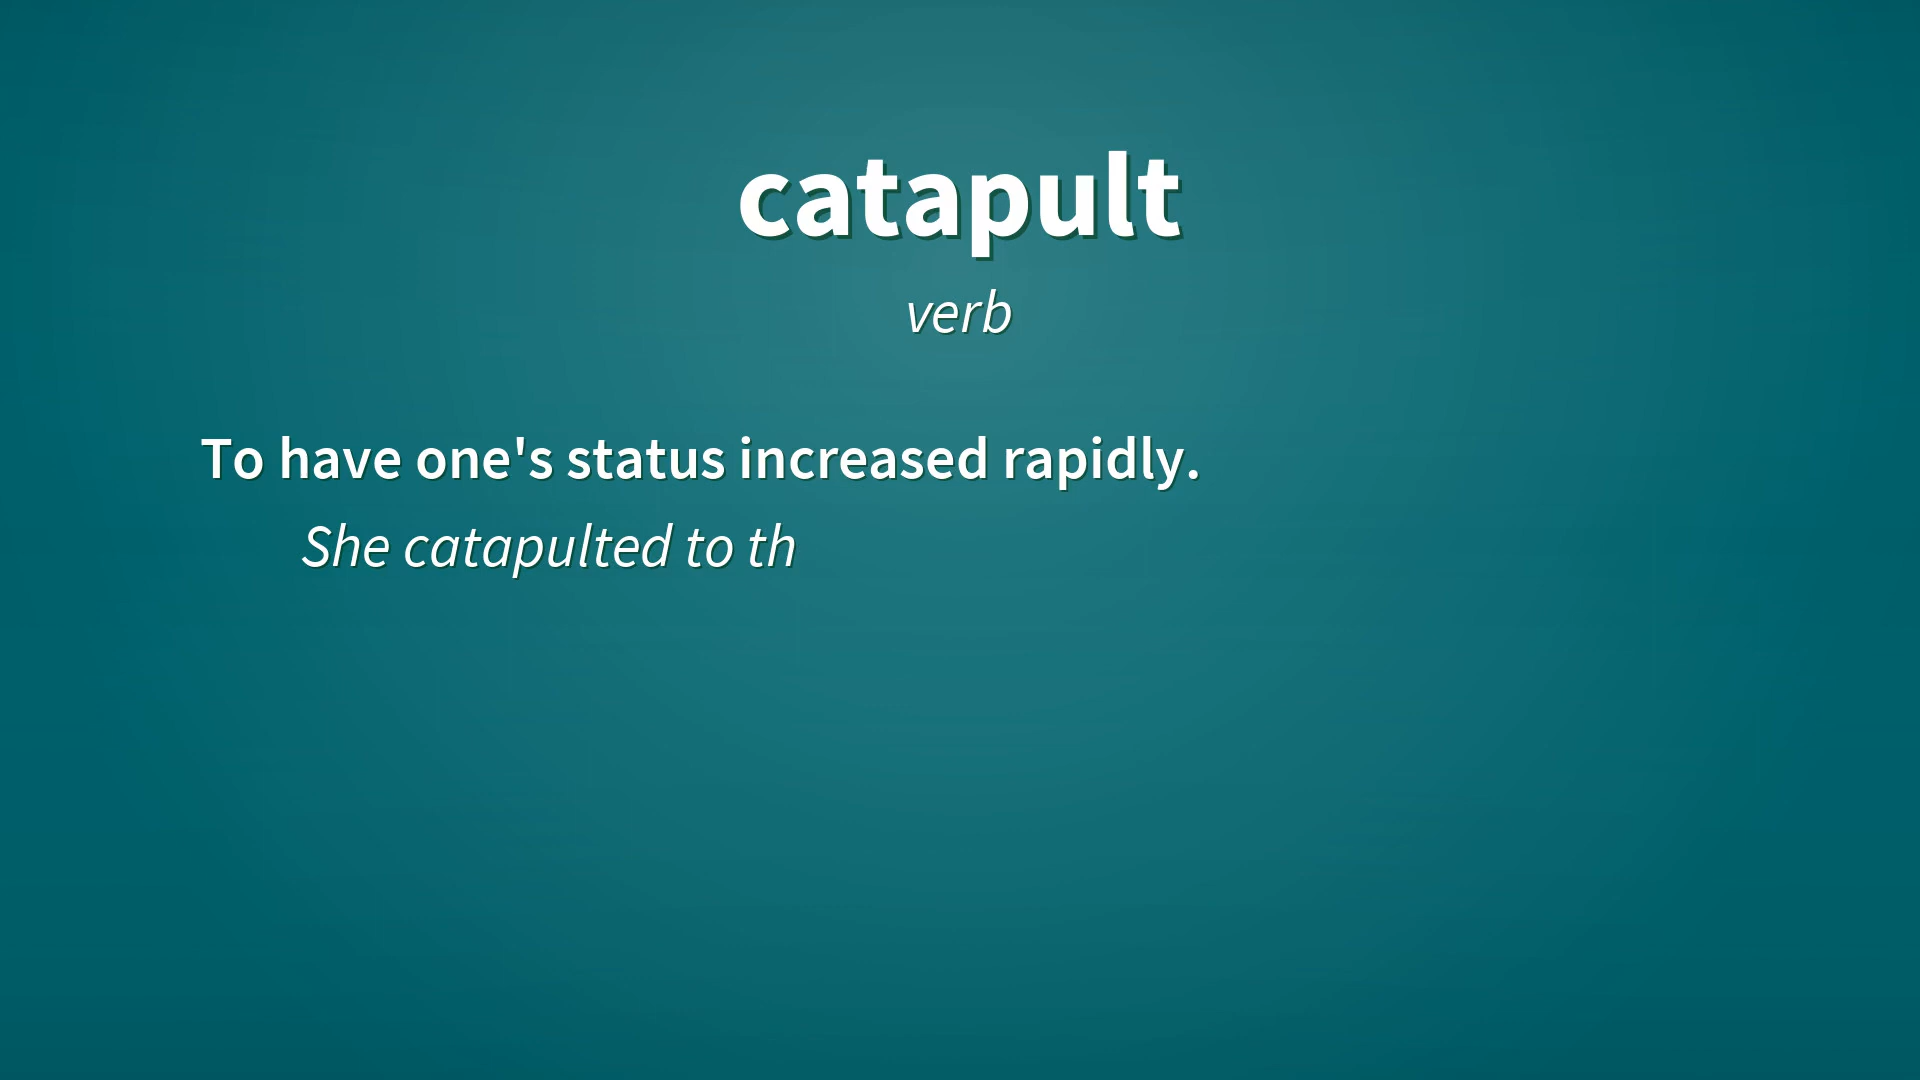 catapult
verb
To have one's status increased rapidly.
She catapulted to th